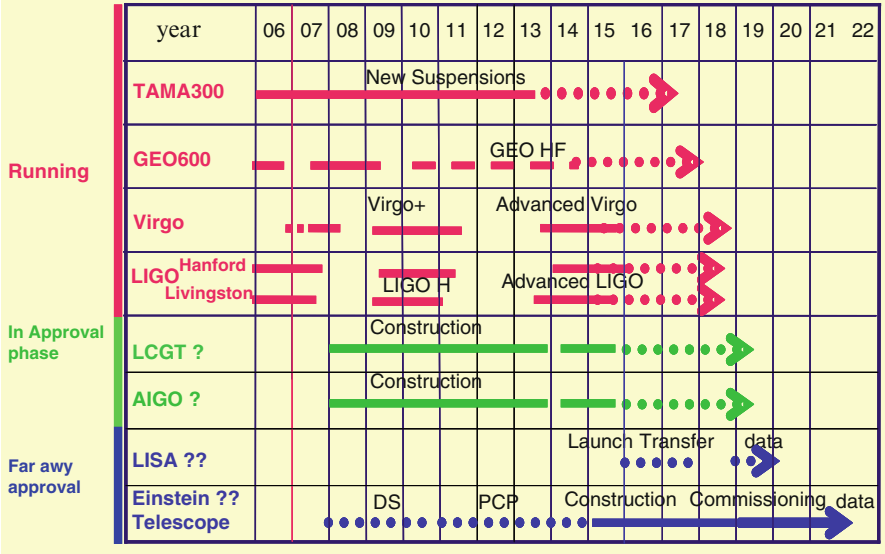 year 06 07 08 09 10 11 12 13 14 15 16 17 18 19 20 21 22
New Suspensions
TAMA300
GEO HF
GEO600
Running
Virgo+ Advanced Virgo
Virgo
LIGO Hanford
LIGO H Advanced LIGO
Livingston
In Approval
phase
Construction
LCGT ?
Construction
AIGO ?
Launch Transfer data
LISA ??
Far awy
approval
Einstein ?? DS PCP Construction Commissioning data
Telescope